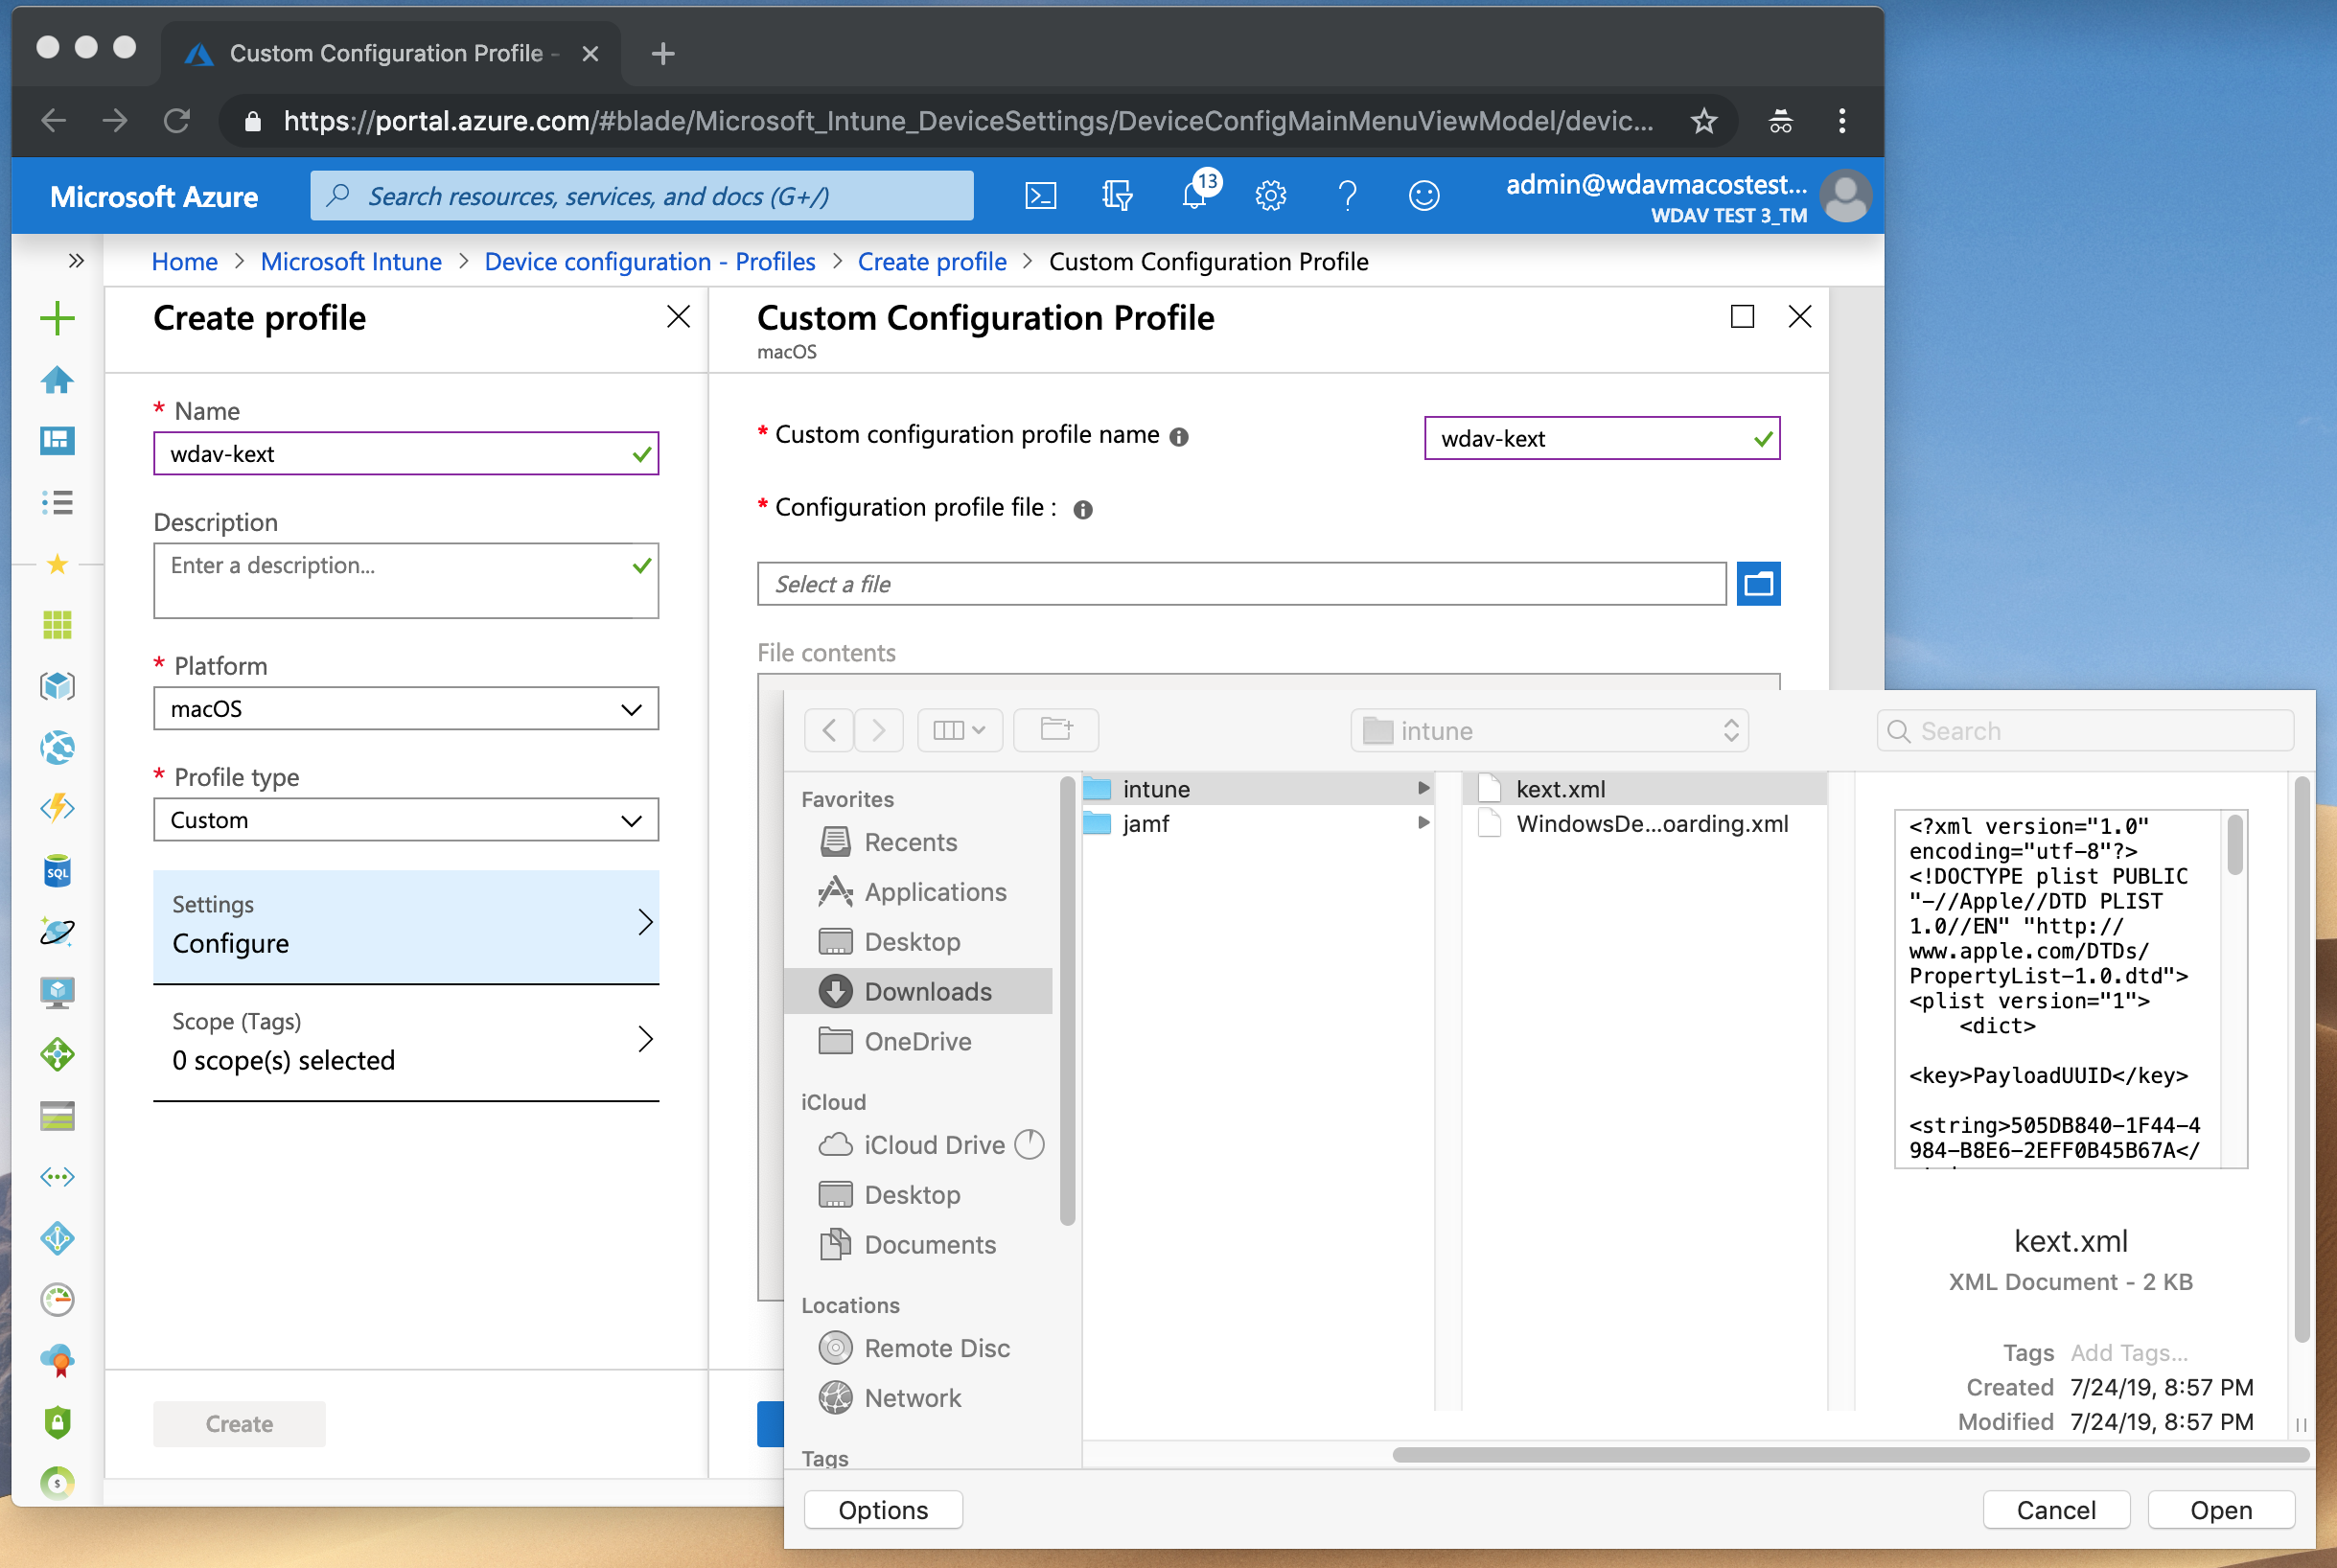 Custom Configuration Profile -
https://portal.azure.com/#blade/Microsoft_Intune_DeviceSettings/DeviceConfigMainMenuViewModel/devic...
Microsoft Azure
Search resources, services, and docs (G+/)
13
admin@wdavmacostest...
WDAV TEST 3_TM
Home > Microsoft Intune > Device configuration - Profiles > Create profile > Custom Configuration Profile
Create profile
* Name
wdav-kext
Description
Enter a description...
* Platform
macOS
* Profile type
Custom
Settings
Configure
Scope (Tags)
0 scope(s) selected
Create
SQL
$
Custom Configuration Profile
macOS
* Custom configuration profile name
wdav-kext
* Configuration profile file :
Select a file
File contents
intune
Search
Favorites
Recents
Applications
Desktop
Downloads
OneDrive
iCloud
iCloud Drive
Desktop
Documents
Locations
Remote Disc
Network
Tags
intune
jamf
kext.xml
WindowsDe...oarding.xml
<?xml version="1.0"
encoding="utf-8"?>
<!DOCTYPE plist PUBLIC
"-//Apple//DTD PLIST
1.0//EN" "http://
www.apple.com/DTDs/
PropertyList-1.0.dtd">
<plist version="1">
<dict>
<key>PayloadUUID</key>
<string>505DB840-1F44-4
984-B8E6-2EFF0B45B67A</
kext.xml
XML Document - 2 KB
Tags Add Tags...
Created 7/24/19, 8:57 PM
Modified 7/24/19, 8:57 PM
Options
Cancel
Open